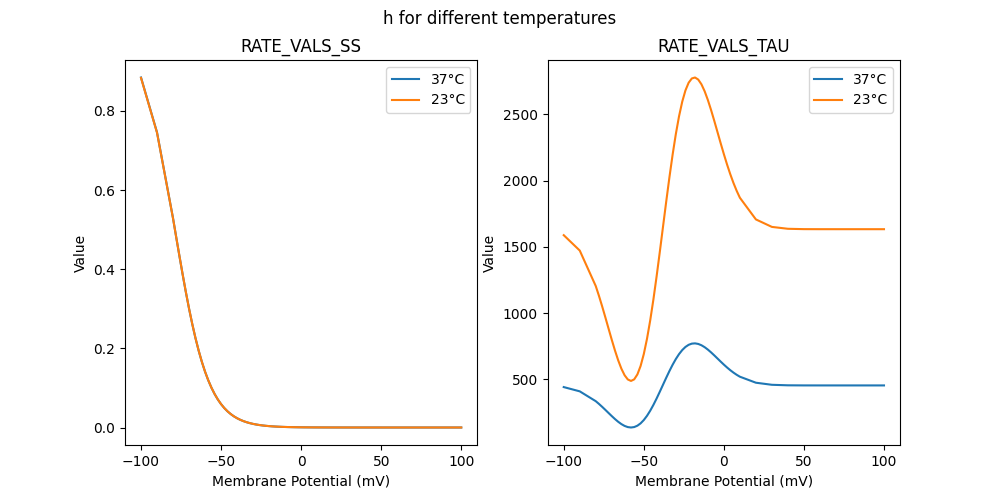 h for different temperatures
RATE_VALS_SS
Value
0.8
0.6
0.4
0.2
0.0
−100
−50
0
50
100
Membrane Potential (mV)
37°C
23°C
RATE_VALS_TAU
Value
2500
2000
1500
1000
500
−100
−50
0
50
100
Membrane Potential (mV)
37°C
23°C